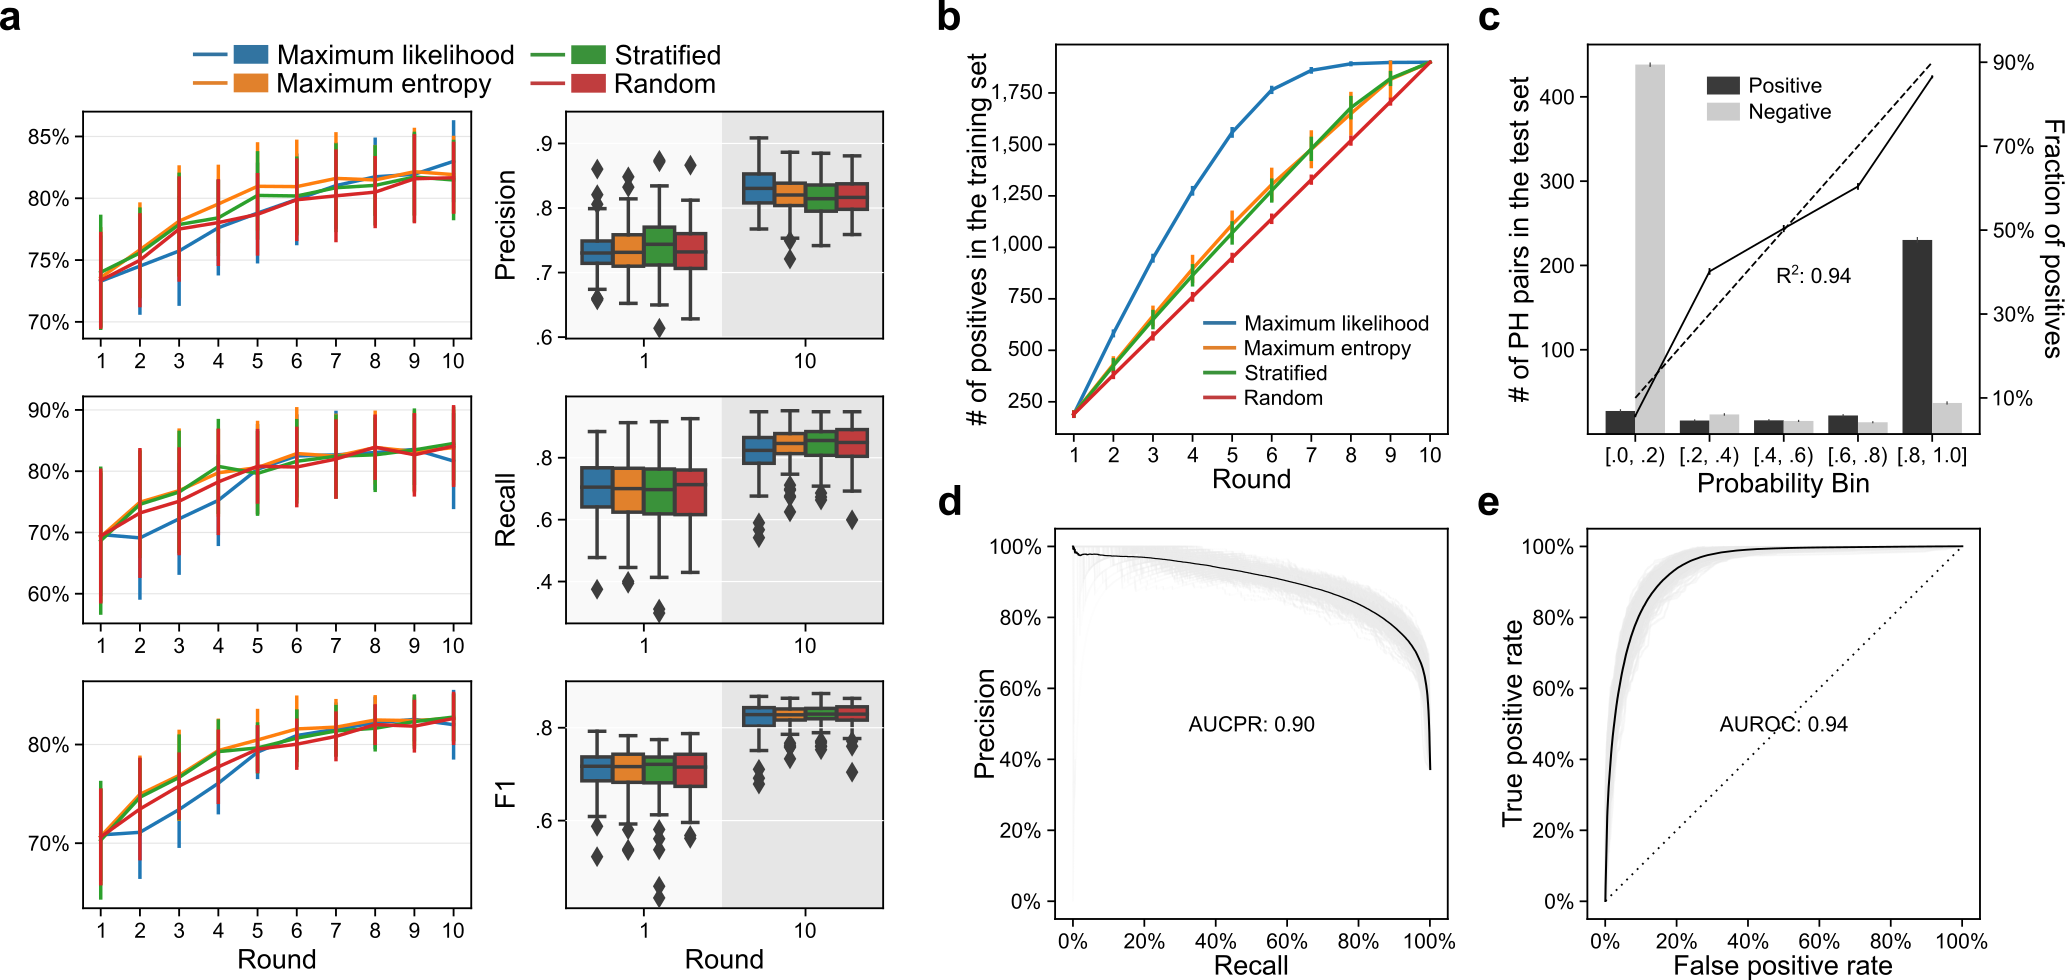 a
Maximum likelihood
Stratified
Maximum entropy
Random
85%
80%
75%
70%
1 2 3 4 5 6 7 8 9 10
Precision
.9
.8
.7
.6
1 10
90%
80%
70%
60%
1 2 3 4 5 6 7 8 9 10
Recall
.8
.6
.4
1 10
80%
70%
1 2 3 4 5 6 7 8 9 10
Round
F1
.8
.6
1 10
Round
b
# of positives in the training set
1,750
1,500
1,250
1,000
750
500
250
Maximum likelihood
Maximum entropy
Stratified
Random
1 2 3 4 5 6 7 8 9 10
Round
c
# of PH pairs in the test set
400
300
200
100
Positive
Negative
R²: 0.94
90%
70%
50%
30%
10%
Fraction of
positives
[.0, .2) [.2, .4) [.4, .6) [.6, .8) [.8, 1.0]
Probability Bin
d
Precision
100%
80%
60%
40%
20%
0%
AUCPR: 0.90
0% 20% 40% 60% 80% 100%
Recall
e
True positive rate
100%
80%
60%
40%
20%
0%
AUROC: 0.94
0% 20% 40% 60% 80% 100%
False positive rate